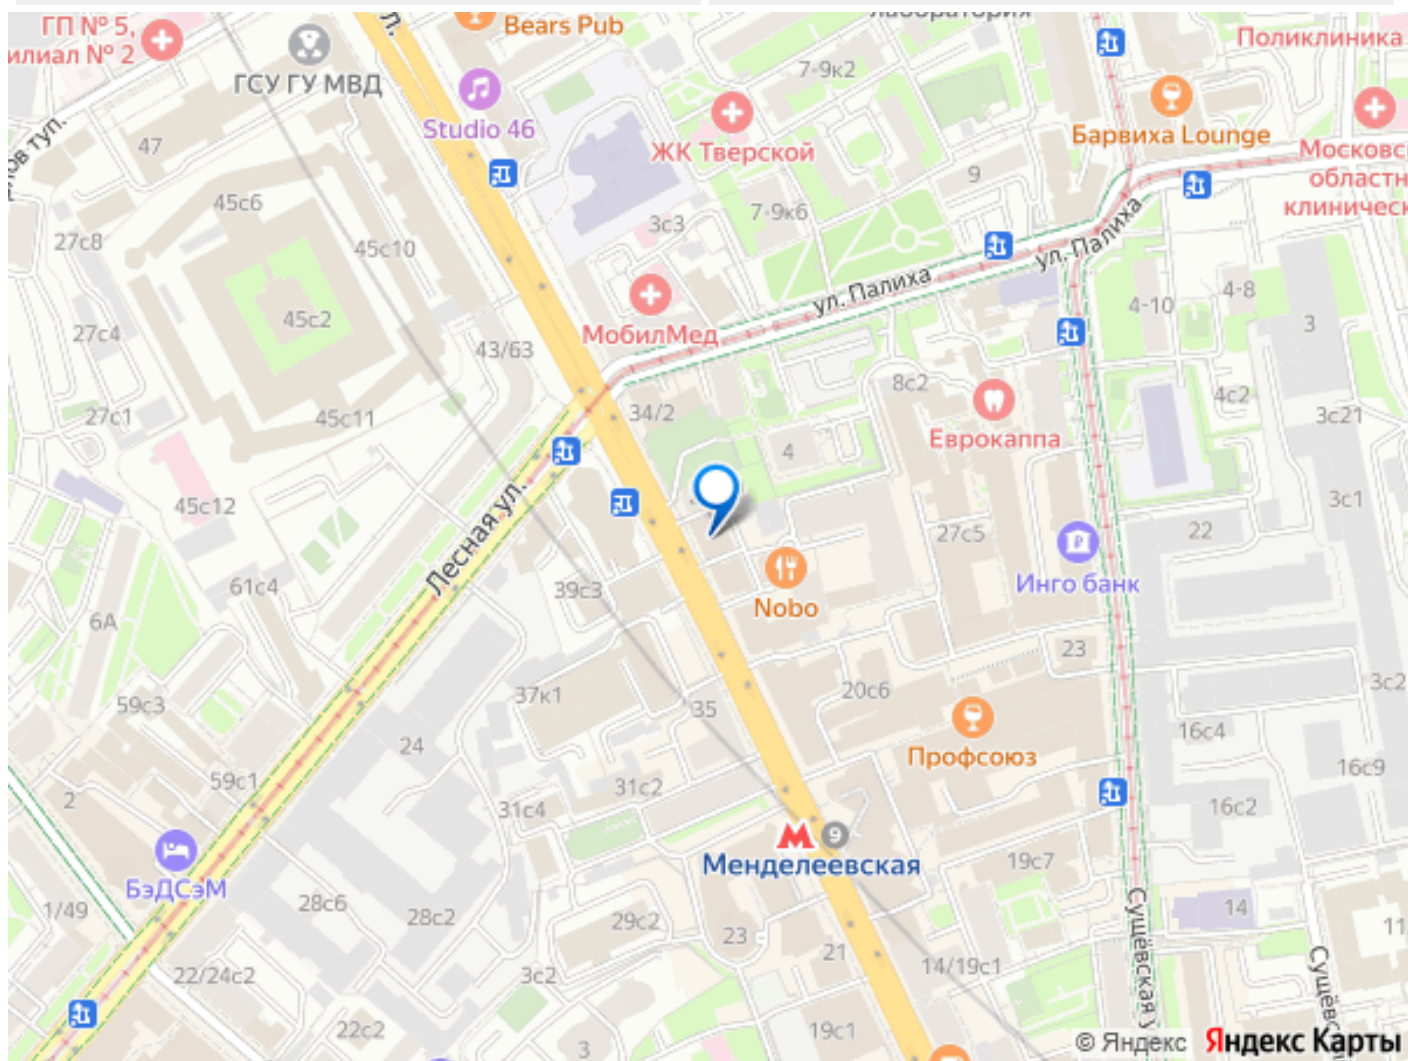 ГП № 5,
илиал № 2
ГСУ ГУ МВД
ул.
Bears Pub
лаборатория
Поликлиника
7-9к2
Studio 46
ЖК Тверской
Барвиха Lounge
Московс
областн
клиническ
47
ов туп.
45с6
9
7-9к6
3с3
27с8
45с10
ул. Палиха
ул. Палиха
4-8
4-10
3
45с2
27с4
МобилМед
43/63
8с2
4с2
27с1
45с11
34/2
3с21
Еврокаппа
4
45с12
3с1
Лесная ул.
27с5
22
Инго банк
61с4
39с3
Nobo
6А
23
59с3
37к1
35
20с6
3с2
24
Профсоюз
16с4
59с1
31с2
16с9
2
31с4
16с2
9
Менделеевская
19с7
БэДСэМ
1/49
28с6
28с2
29с2
23
21
14
11
22/24с2
3с2
14/19с1
Сущёвская у
Сущёвс
22с2
19с1
3
© Яндекс Яндекс Карты